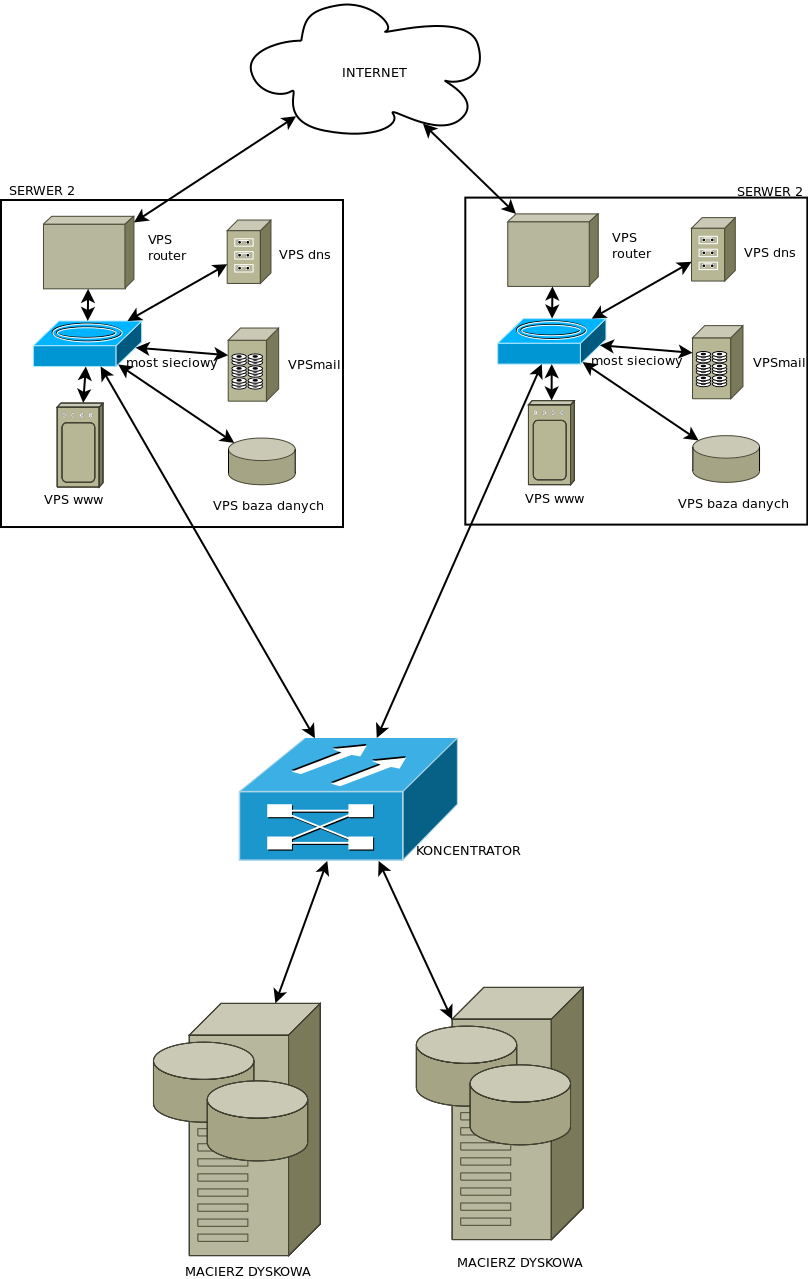 INTERNET
SERWER 2
VPS
router
VPS dns
most sieciowy
VPSmail
VPS www
VPS baza danych
SERWER 2
VPS
router
VPS dns
most sieciowy
VPSmail
VPS www
VPS baza danych
KONCENTRATOR
MACIERZ DYSKOWA
MACIERZ DYSKOWA